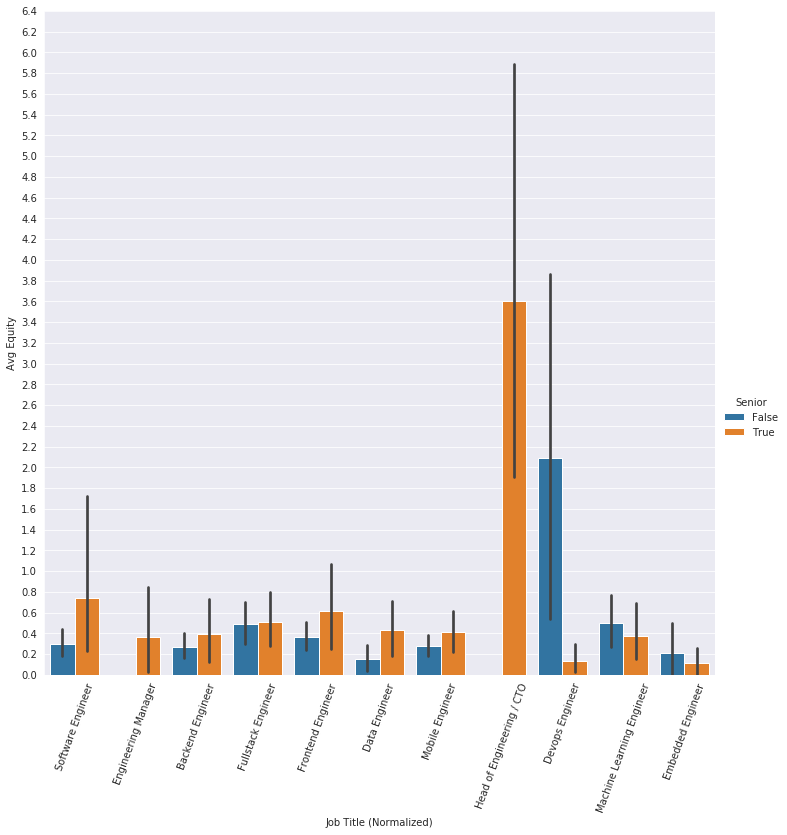 6.4
6.2
6.0
5.8
5.6
5.4
5.2
5.0
4.8
4.6
4.4
4.2
4.0
3.8
3.6
3.4
3.2
3.0
2.8
2.6
2.4
2.2
2.0
1.8
1.6
1.4
1.2
1.0
0.8
0.6
0.4
0.2
0.0
Avg Equity
Software Engineer
Engineering Manager
Backend Engineer
Fullstack Engineer
Frontend Engineer
Data Engineer
Mobile Engineer
Head of Engineering / CTO
Devops Engineer
Machine Learning Engineer
Embedded Engineer
Job Title (Normalized)
Senior
False
True